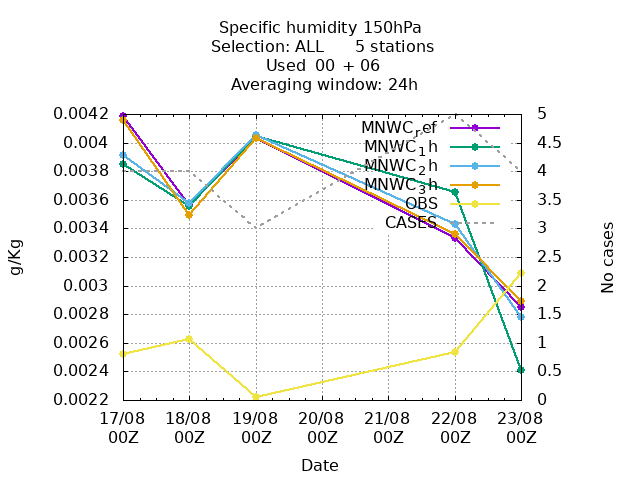 Specific humidity 150hPa
Selection: ALL 5 stations
Used 00 + 06
Averaging window: 24h
g/Kg
No cases
0.0042
0.004
0.0038
0.0036
0.0034
0.0032
0.003
0.0028
0.0026
0.0024
0.0022
5
4.5
4
3.5
3
2.5
2
1.5
1
0.5
0
MNWCref
MNWC1h
MNWC2h
MNWC3h
OBS
CASES
17/08 18/08 19/08 20/08 21/08 22/08 23/08
00Z 00Z 00Z 00Z 00Z 00Z 00Z
Date